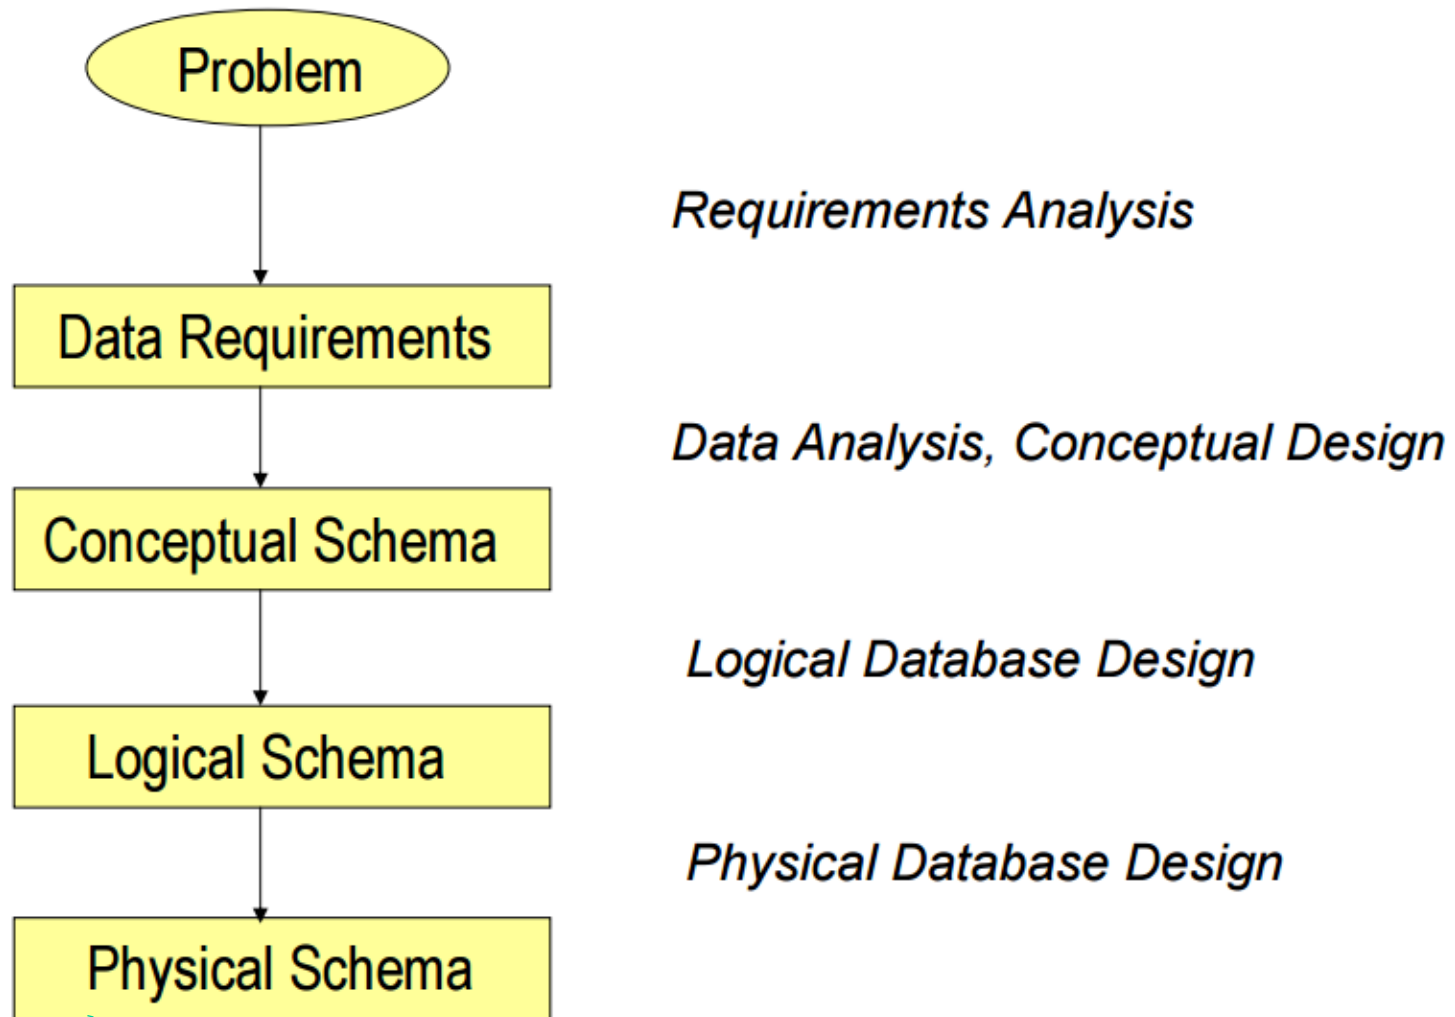 Problem
Requirements Analysis
Data Requirements
Data Analysis, Conceptual Design
Conceptual Schema
Logical Database Design
Logical Schema
Physical Database Design
Physical Schema